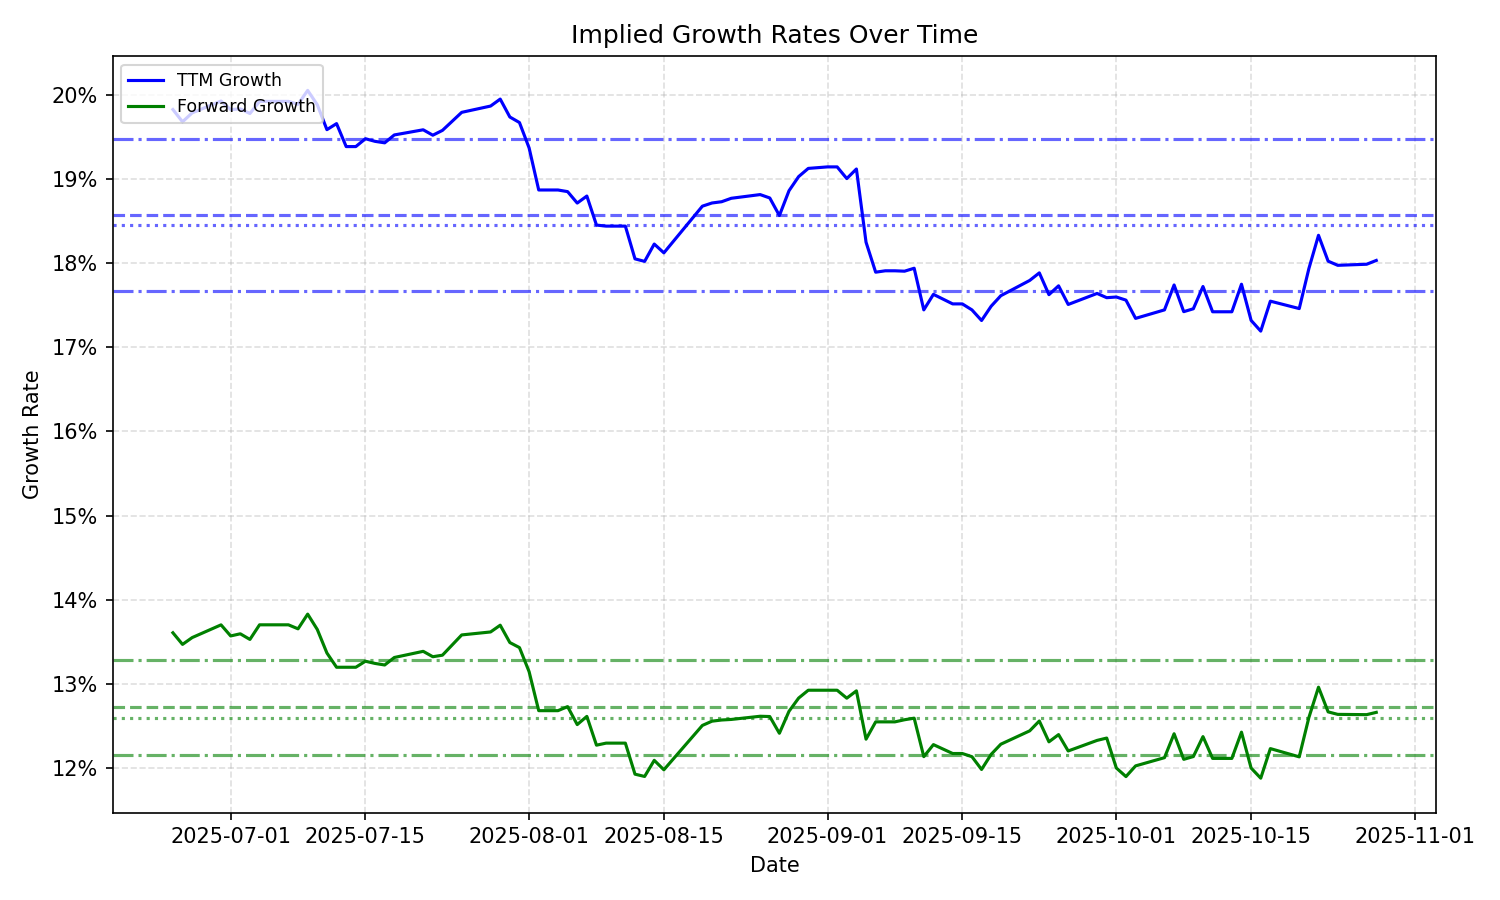 Implied Growth Rates Over Time
TTM Growth
Forward Growth
20%
19%
18%
17%
16%
15%
14%
13%
12%
Growth Rate
2025-07-01 2025-07-15 2025-08-01 2025-08-15 2025-09-01 2025-09-15 2025-10-01 2025-10-15 2025-11-01
Date